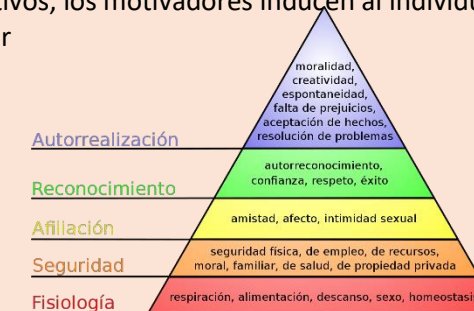 tivos, los motivadores inducen al individu
r
moralidad,
creatividad,
espontaneidad,
falta de prejuicios,
aceptación de hechos,
resolución de problemas
Autorrealización
autorreconocimiento,
confianza, respeto, éxito
Reconocimiento
amistad, afecto, intimidad sexual
Afiliación
seguridad física, de empleo, de recursos,
moral, familiar, de salud, de propiedad privada
Seguridad
respiración, alimentación, descanso, sexo, homeostasi
Fisiología